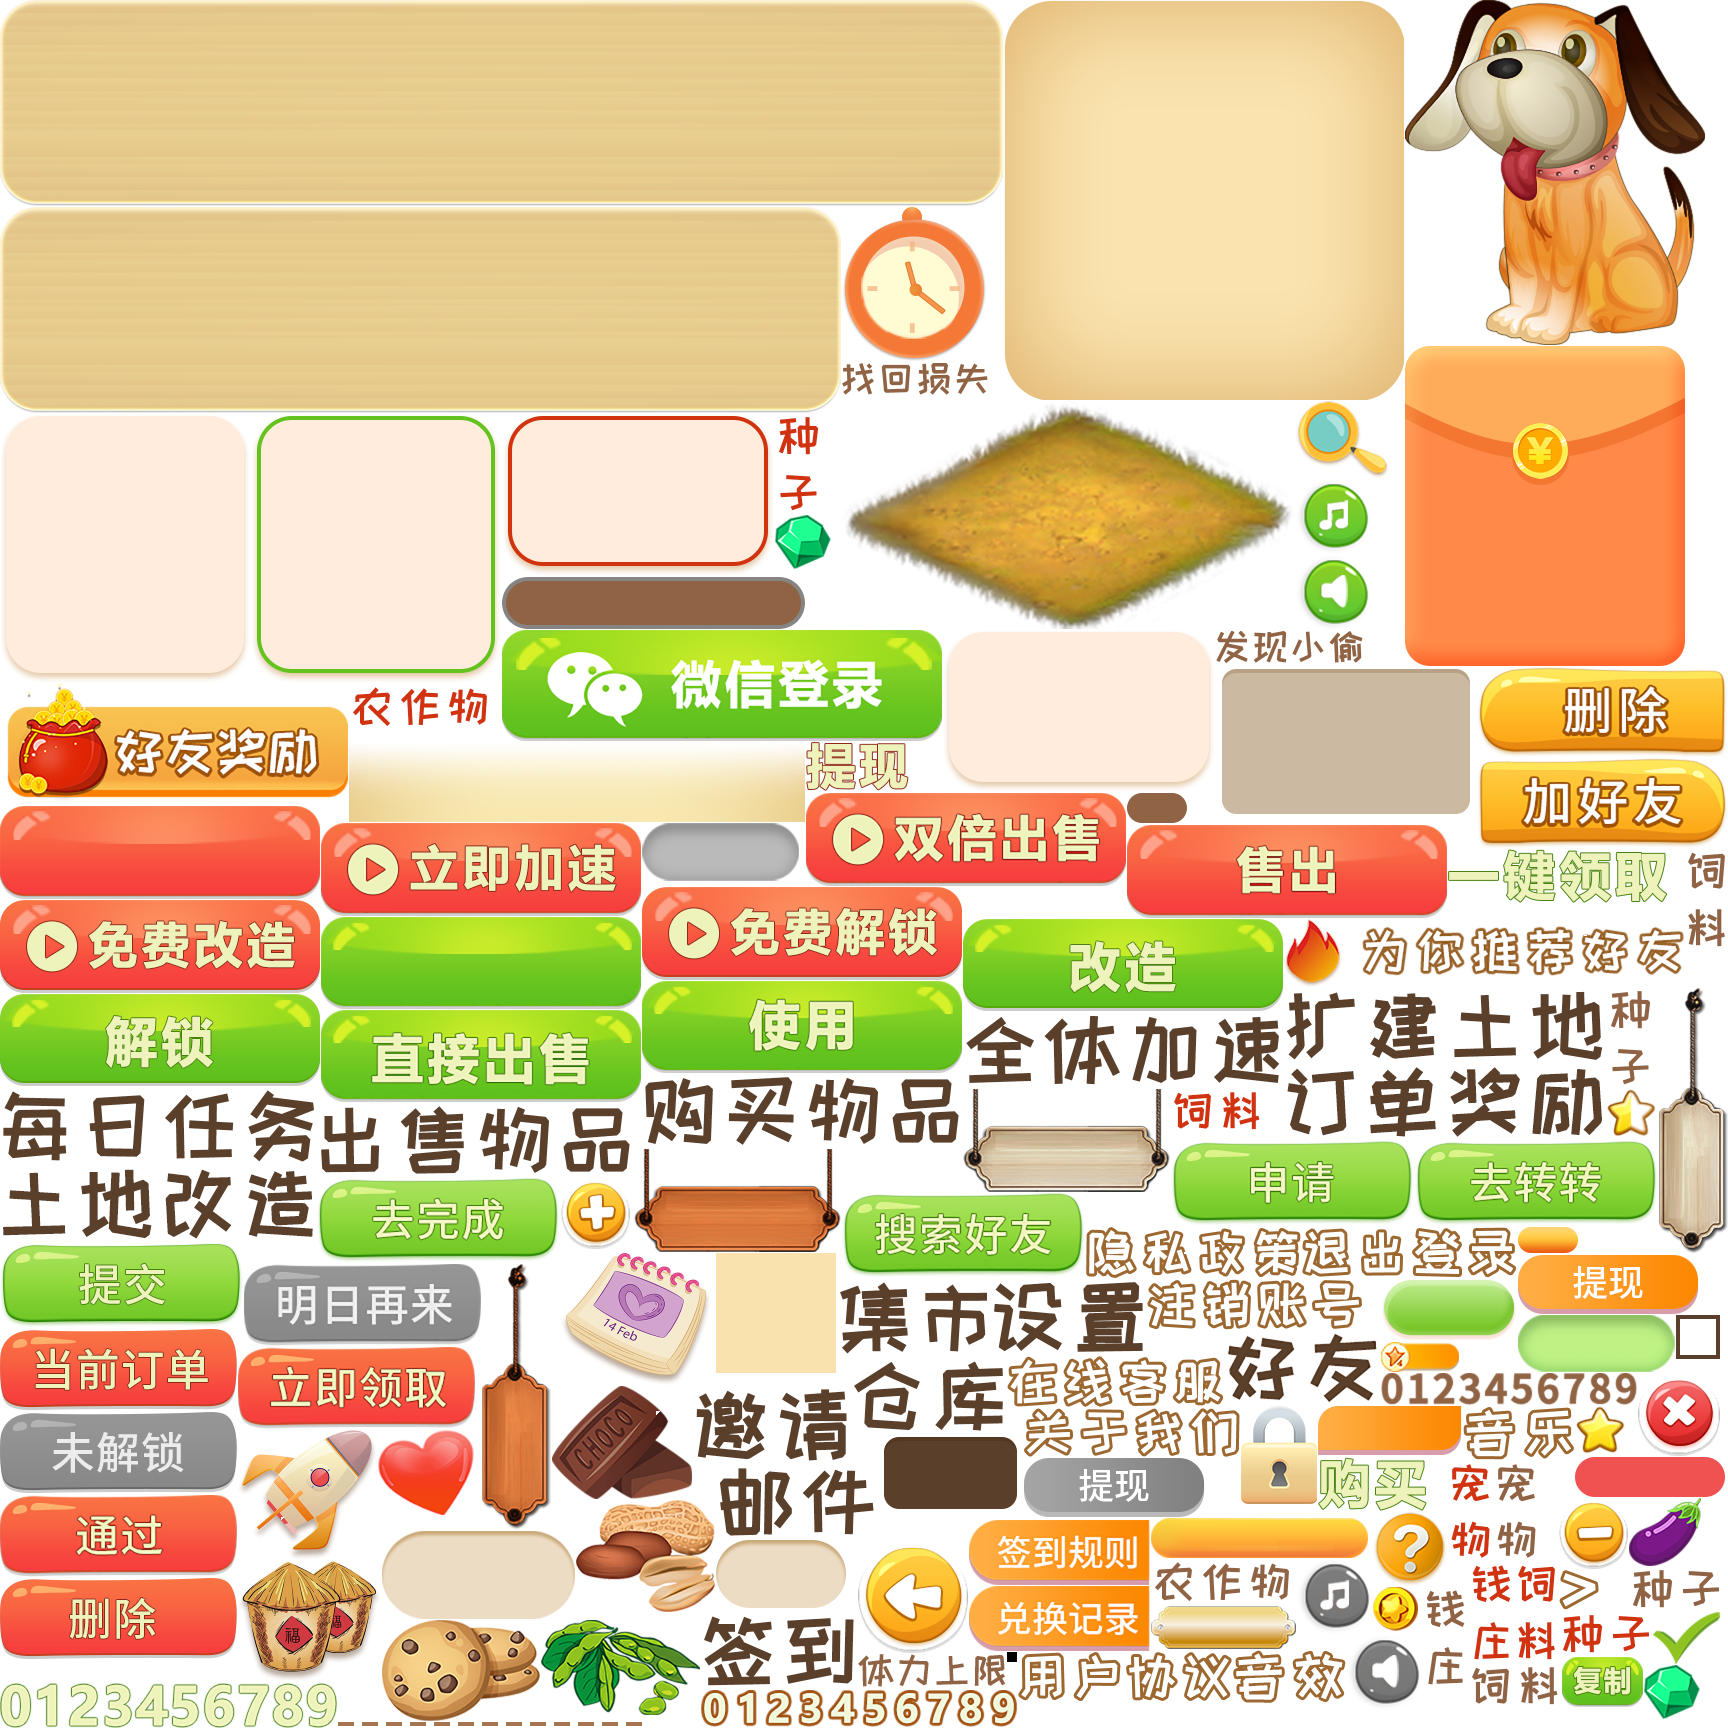 找回损失
种子
发现小偷
农作物
微信登录
好友奖励
提现
删除
加好友
立即加速
双倍出售
售出
一键领取
饲料
免费改造
免费解锁
改造
为你推荐好友
解锁
直接出售
使用
全体加速
扩建土地
种子
每日任务
出售物品
购买物品
饲料
订单奖励
土地改造
去完成
搜索好友
申请
去转转
提交
明日再来
隐私政策
退出登录
提现
集市
设置
注销账号
当前订单
立即领取
14 Feb
仓库
在线客服
好友
0123456789
CHOCO
邀请
关于我们
音乐
未解锁
邮件
提现
购买
宠物
宠物
通过
签到规则
农作物
钱
饲料
种子
删除
福
福
签到
兑换记录
钱庄
庄
料
种子
体力上限
用户协议
音效
饲料
复制
0123456789
0123456789